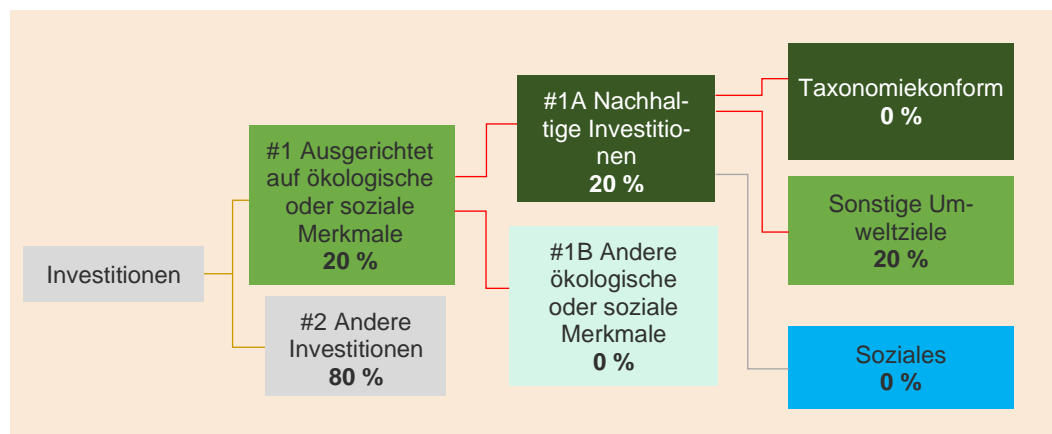 Investitionen
#1 Ausgerichtet
auf ökologische
oder soziale
Merkmale
20 %
#2 Andere
Investitionen
80 %
#1A Nachhal-
tige Investitio-
nen
20 %
#1B Andere
ökologische
oder soziale
Merkmale
0 %
Taxonomiekonform
0 %
Sonstige Um-
weltziele
20 %
Soziales
0 %